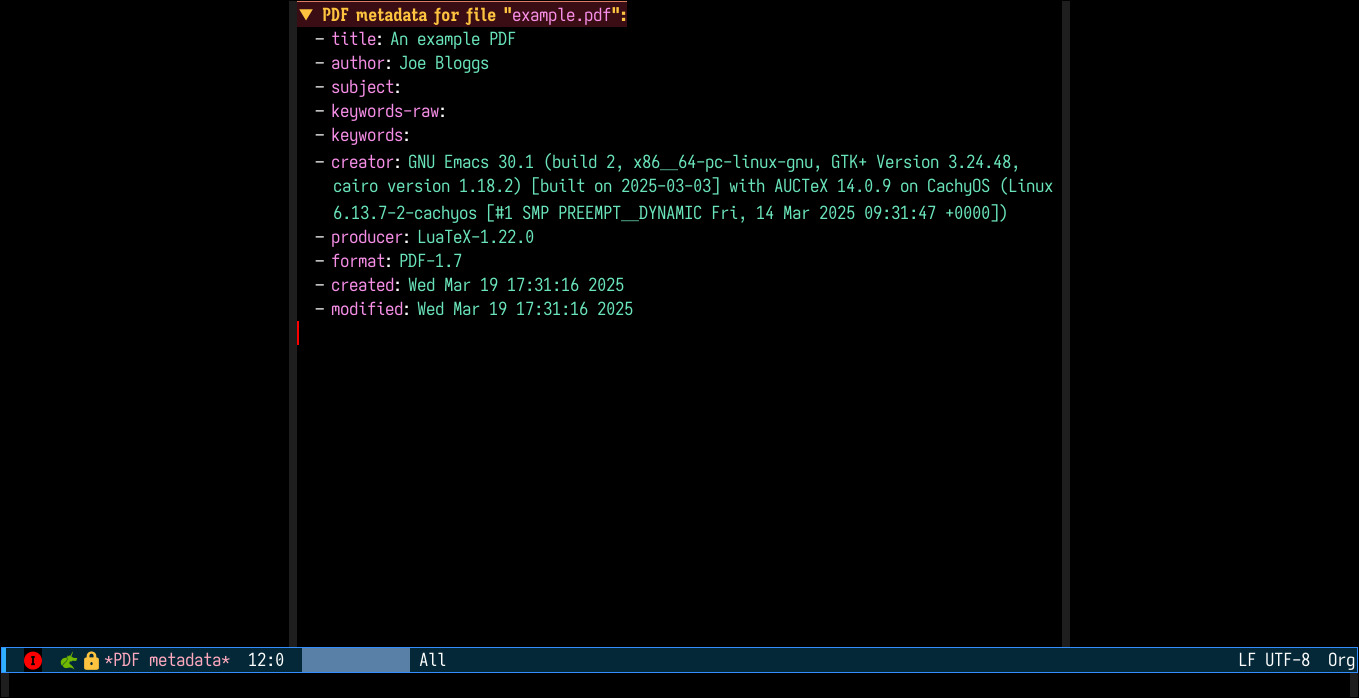 ▼ PDF metadata for file "example.pdf":
– title: An example PDF
– author: Joe Bloggs
– subject:
– keywords-raw:
– keywords:
– creator: GNU Emacs 30.1 (build 2, x86__64-pc-linux-gnu, GTK+ Version 3.24.48,
cairo version 1.18.2) [built on 2025-03-03] with AUCTeX 14.0.9 on CachyOS (Linux
6.13.7-2-cachyos [#1 SMP PREEMPT__DYNAMIC Fri, 14 Mar 2025 09:31:47 +0000])
– producer: LuaTeX-1.22.0
– format: PDF-1.7
– created: Wed Mar 19 17:31:16 2025
– modified: Wed Mar 19 17:31:16 2025
I *PDF metadata* 12:0 All LF UTF-8 Org